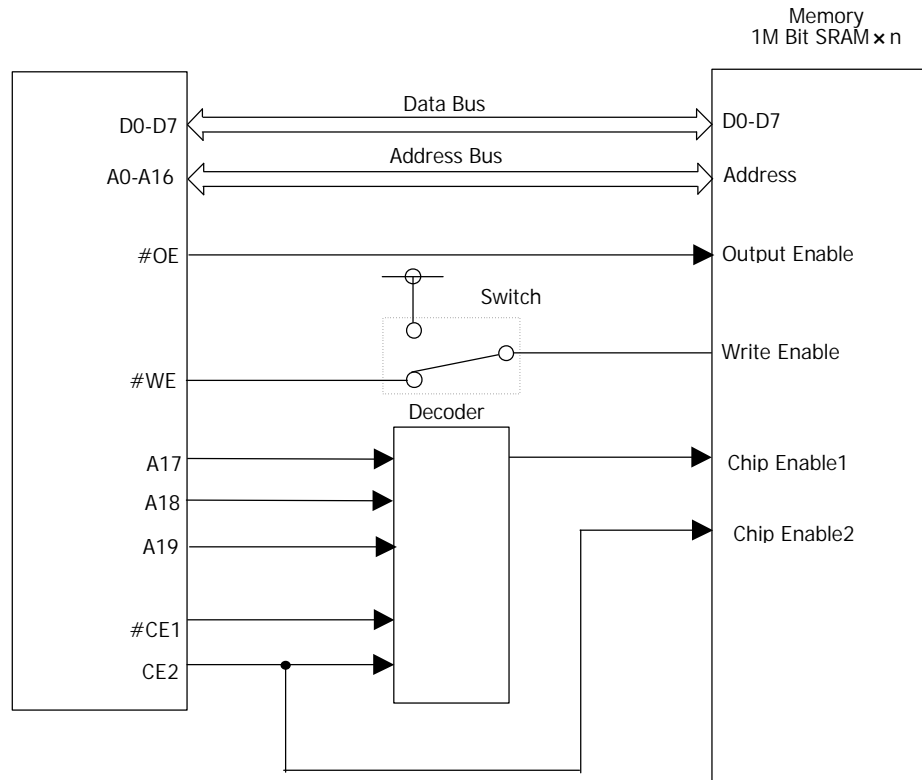 Memory
1M Bit SRAM×n
D0-D7
Data Bus
D0-D7
A0-A16
Address Bus
Address
#OE
Output Enable
Switch
#WE
Write Enable
Decoder
A17
Chip Enable1
A18
Chip Enable2
A19
#CE1
CE2